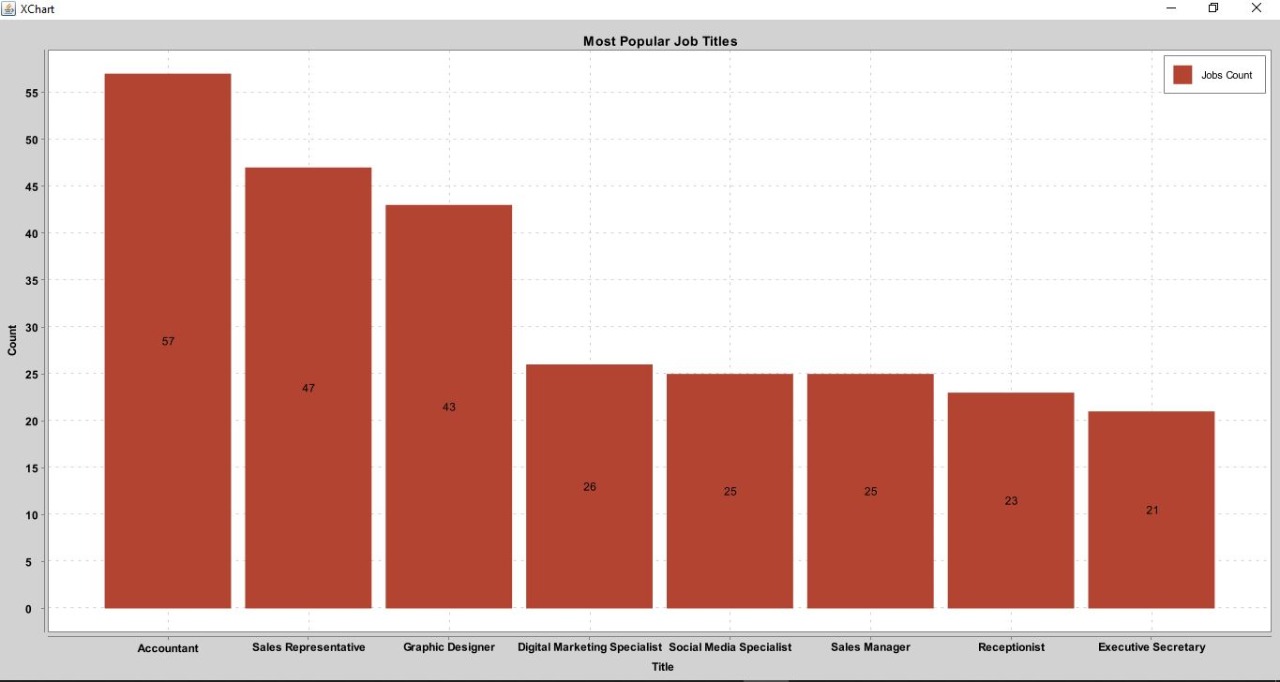 XChart
Most Popular Job Titles
Jobs Count
55
50
45
40
35
30
25
20
15
10
5
0
Count
57
47
43
26
25
25
23
21
Accountant
Sales Representative
Graphic Designer
Digital Marketing Specialist
Social Media Specialist
Sales Manager
Receptionist
Executive Secretary
Title